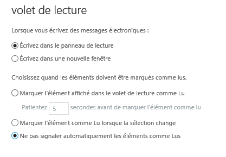 volet de lecture
Lorsque vous écrivez des messages électroniques :
Écrivez dans le panneau de lecture
Écrivez dans une nouvelle fenêtre
Choisissez quand les éléments doivent être marqués comme lus.
Marquer l'élément affiché dans le volet de lecture comme lu.
Patienter 5 secondes avant de marquer l'élément comme lu
Marquer l'élément comme Lu lorsque la sélection change
Ne pas signaler automatiquement les éléments comme Lus